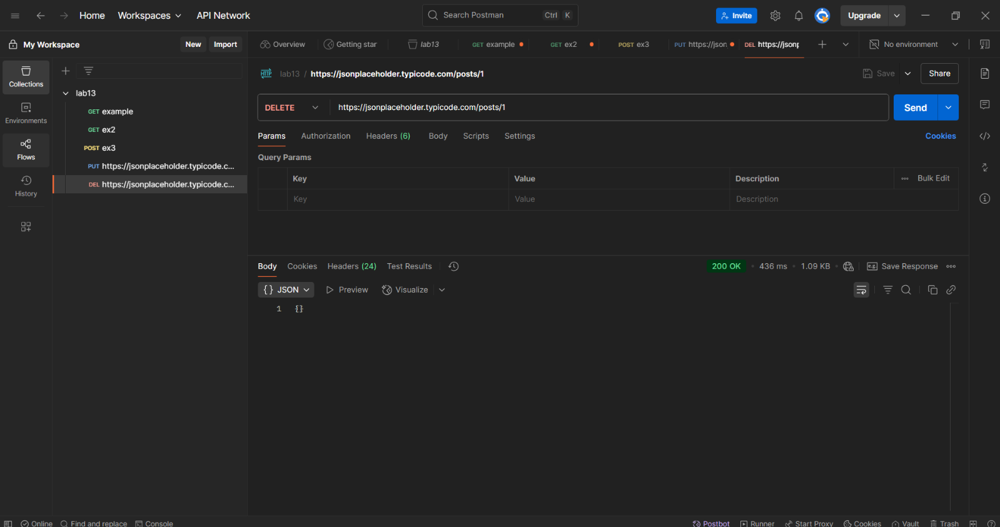 Home Workspaces API Network Search Postman Ctrl K Invite Upgrade
My Workspace New Import Overview Getting star lab13 GET example GET ex2 POST ex3 PUT https://json DEL https://jsonp No environment
Collections
Environments
Flows
History
lab13
GET example
GET ex2
POST ex3
PUT https://jsonplaceholder.typicode.c...
DEL https://jsonplaceholder.typicode.c...
HTTP lab13 / https://jsonplaceholder.typicode.com/posts/1 Save Share
DELETE https://jsonplaceholder.typicode.com/posts/1 Send
Params Authorization Headers (6) Body Scripts Settings Cookies
Query Params
Key Value Description Bulk Edit
Key Value Description
Body Cookies Headers (24) Test Results 200 OK • 436 ms • 1.09 KB • e.g. Save Response
{} JSON Preview Visualize
1 {}
Online Find and replace Console Postbot Runner Start Proxy Cookies Vault Trash